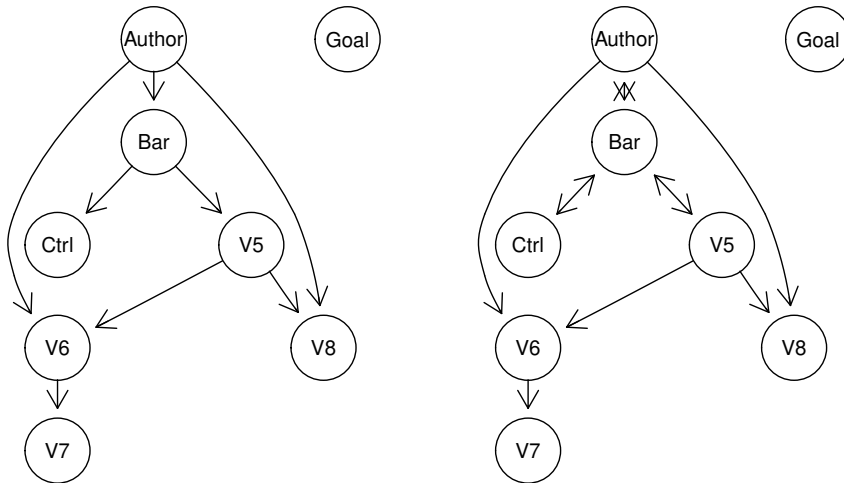 Author Goal
Bar
Ctrl V5
V6 V8
V7
Author Goal
Bar
Ctrl V5
V6 V8
V7